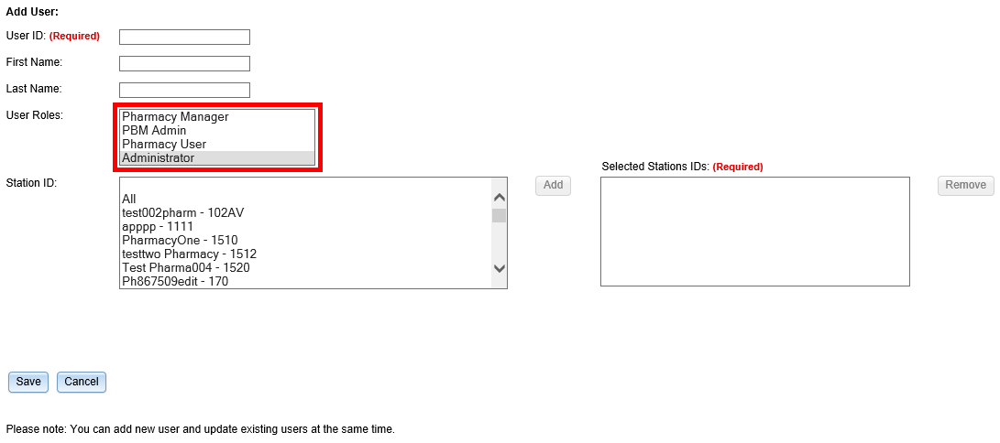 Add User:
User ID: (Required)
First Name:
Last Name:
User Roles:
Pharmacy Manager
PBM Admin
Pharmacy User
Administrator
Station ID:
All
test002pharm - 102AV
apppp - 1111
PharmacyOne - 1510
testtwo Pharmacy - 1512
Test Pharma004 - 1520
Ph867509edit - 170
Add
Selected Stations IDs: (Required)
Remove
Save Cancel
Please note: You can add new user and update existing users at the same time.